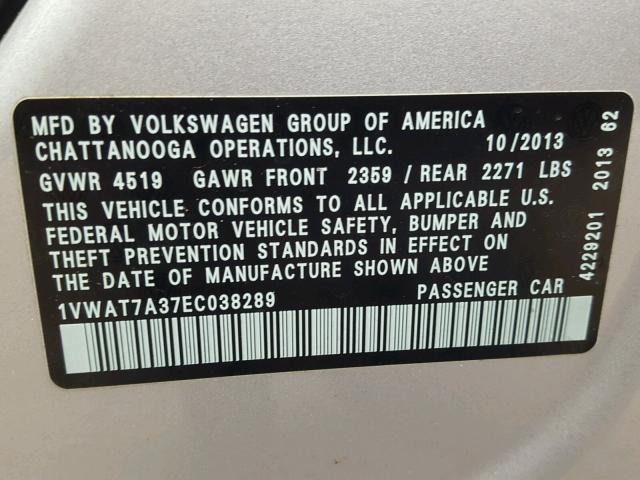 MFD BY VOLKSWAGEN GROUP OF AMERICA
CHATTANOOGA OPERATIONS, LLC. 10/2013
GVWR 4519 GAWR FRONT 2359 / REAR 2271 LBS
THIS VEHICLE CONFORMS TO ALL APPLICABLE U.S.
FEDERAL MOTOR VEHICLE SAFETY, BUMPER AND
THEFT PREVENTION STANDARDS IN EFFECT ON
THE DATE OF MANUFACTURE SHOWN ABOVE
1VWAT7A37EC038289 PASSENGER CAR
4229201 2013 62